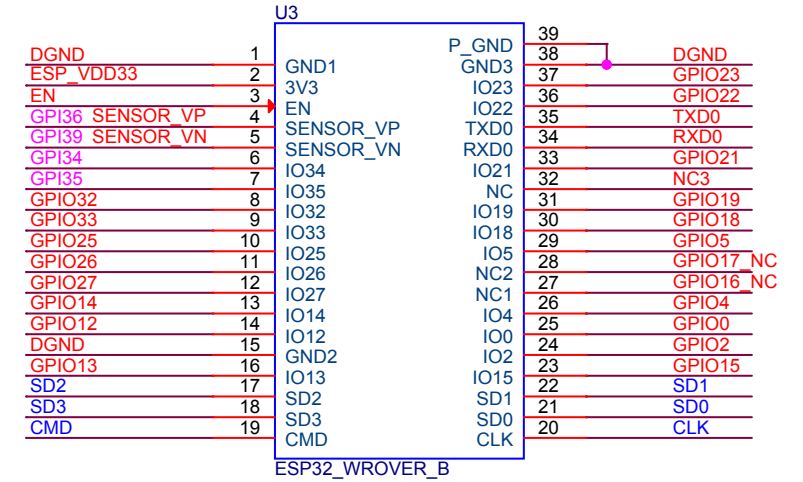 U3
DGND 1 GND1
ESP_VDD33 2 3V3
EN 3 EN
GPI36 SENSOR_VP 4 SENSOR_VP
GPI39 SENSOR_VN 5 SENSOR_VN
GPI34 6 IO34
GPI35 7 IO35
GPIO32 8 IO32
GPIO33 9 IO33
GPIO25 10 IO25
GPIO26 11 IO26
GPIO27 12 IO27
GPIO14 13 IO14
GPIO12 14 IO12
DGND 15 GND2
GPIO13 16 IO13
SD2 17 SD2
SD3 18 SD3
CMD 19 CMD
P_GND 39
GND3 38 DGND
IO23 37 GPIO23
IO22 36 GPIO22
TXD0 35 TXD0
RXD0 34 RXD0
IO21 33 GPIO21
NC 32 NC3
IO19 31 GPIO19
IO18 30 GPIO18
IO5 29 GPIO5
NC2 28 GPIO17_NC
NC1 27 GPIO16_NC
IO4 26 GPIO4
IO0 25 GPIO0
IO2 24 GPIO2
IO15 23 GPIO15
SD1 22 SD1
SD0 21 SD0
CLK 20 CLK
ESP32_WROVER_B